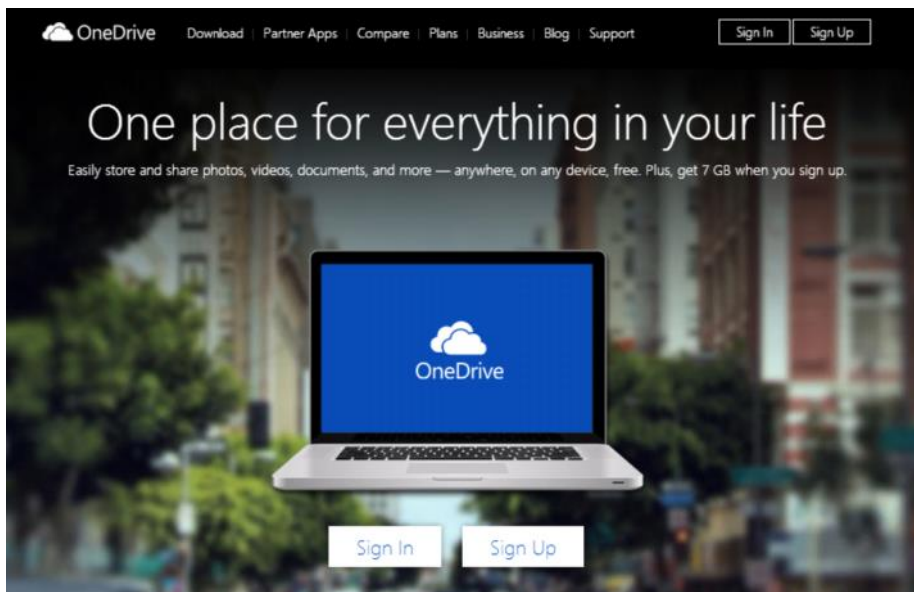 OneDrive Download Partner Apps Compare Plans Business Blog Support Sign In Sign Up
One place for everything in your life
Easily store and share photos, videos, documents, and more — anywhere, on any device, free. Plus, get 7 GB when you sign up.
OneDrive
Sign In Sign Up